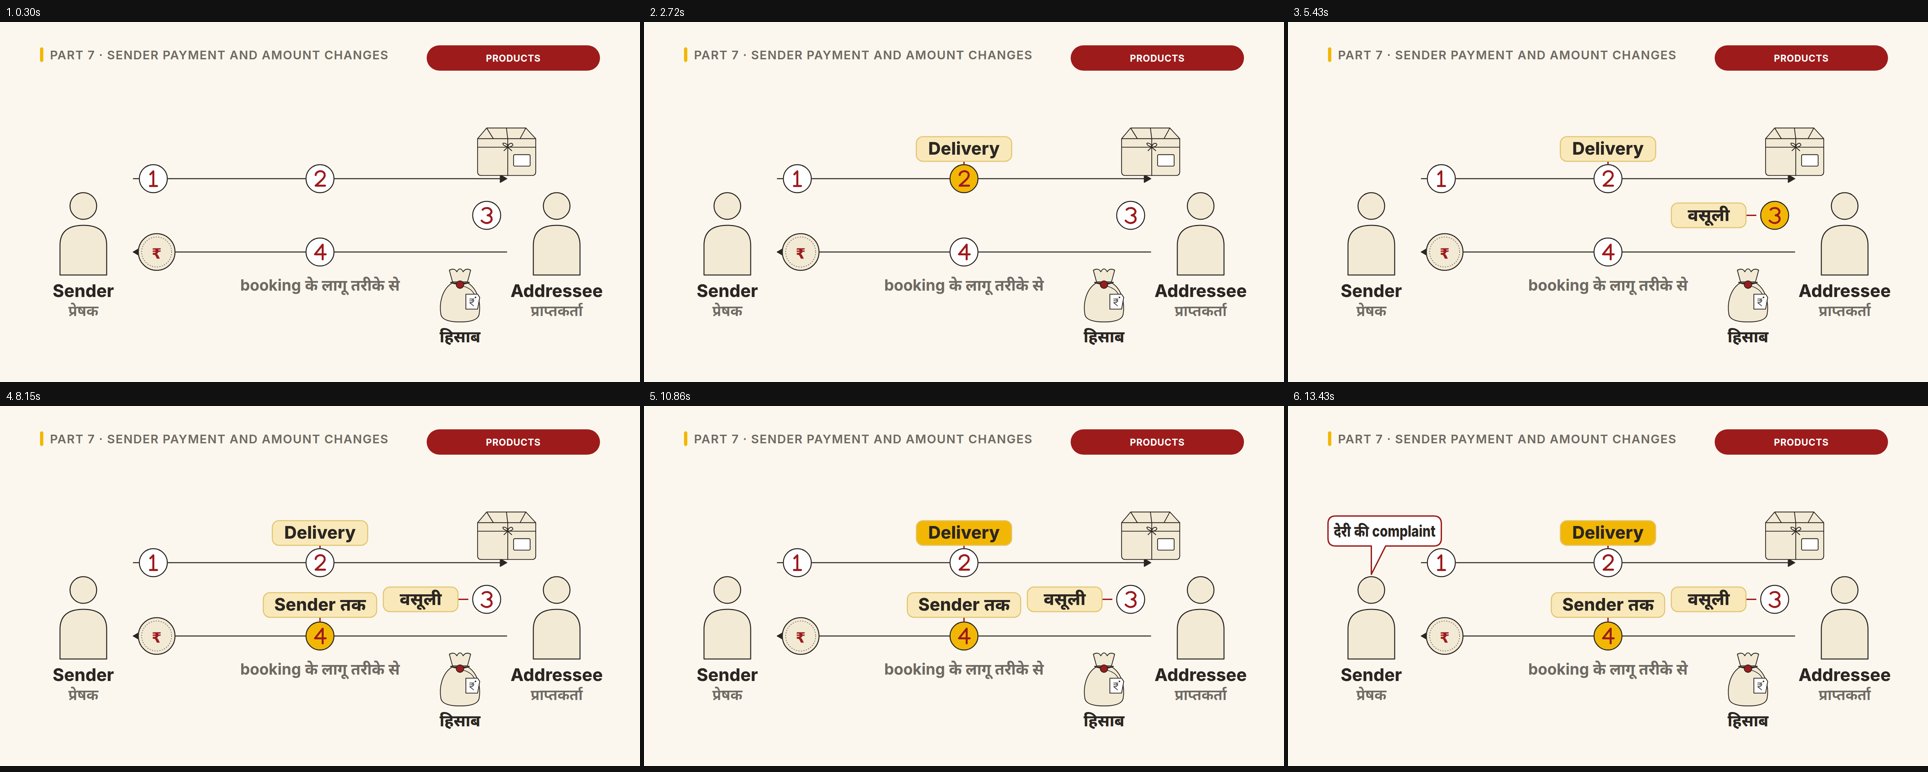 1. 0.30s
PART 7 · SENDER PAYMENT AND AMOUNT CHANGES
PRODUCTS
1
2
3
₹
4
booking के लागू तरीके से
₹
Sender
प्रेषक
Addressee
प्राप्तकर्ता
हिसाब
2. 2.72s
PART 7 · SENDER PAYMENT AND AMOUNT CHANGES
PRODUCTS
Delivery
1
2
3
₹
4
booking के लागू तरीके से
₹
Sender
प्रेषक
Addressee
प्राप्तकर्ता
हिसाब
3. 5.43s
PART 7 · SENDER PAYMENT AND AMOUNT CHANGES
PRODUCTS
Delivery
1
2
वसूली
3
₹
4
booking के लागू तरीके से
₹
Sender
प्रेषक
Addressee
प्राप्तकर्ता
हिसाब
4. 8.15s
PART 7 · SENDER PAYMENT AND AMOUNT CHANGES
PRODUCTS
Delivery
1
2
Sender तक
वसूली
3
₹
4
booking के लागू तरीके से
₹
Sender
प्रेषक
Addressee
प्राप्तकर्ता
हिसाब
5. 10.86s
PART 7 · SENDER PAYMENT AND AMOUNT CHANGES
PRODUCTS
Delivery
1
2
Sender तक
वसूली
3
₹
4
booking के लागू तरीके से
₹
Sender
प्रेषक
Addressee
प्राप्तकर्ता
हिसाब
6. 13.43s
PART 7 · SENDER PAYMENT AND AMOUNT CHANGES
PRODUCTS
देरी की complaint
Delivery
1
2
Sender तक
वसूली
3
₹
4
booking के लागू तरीके से
₹
Sender
प्रेषक
Addressee
प्राप्तकर्ता
हिसाब